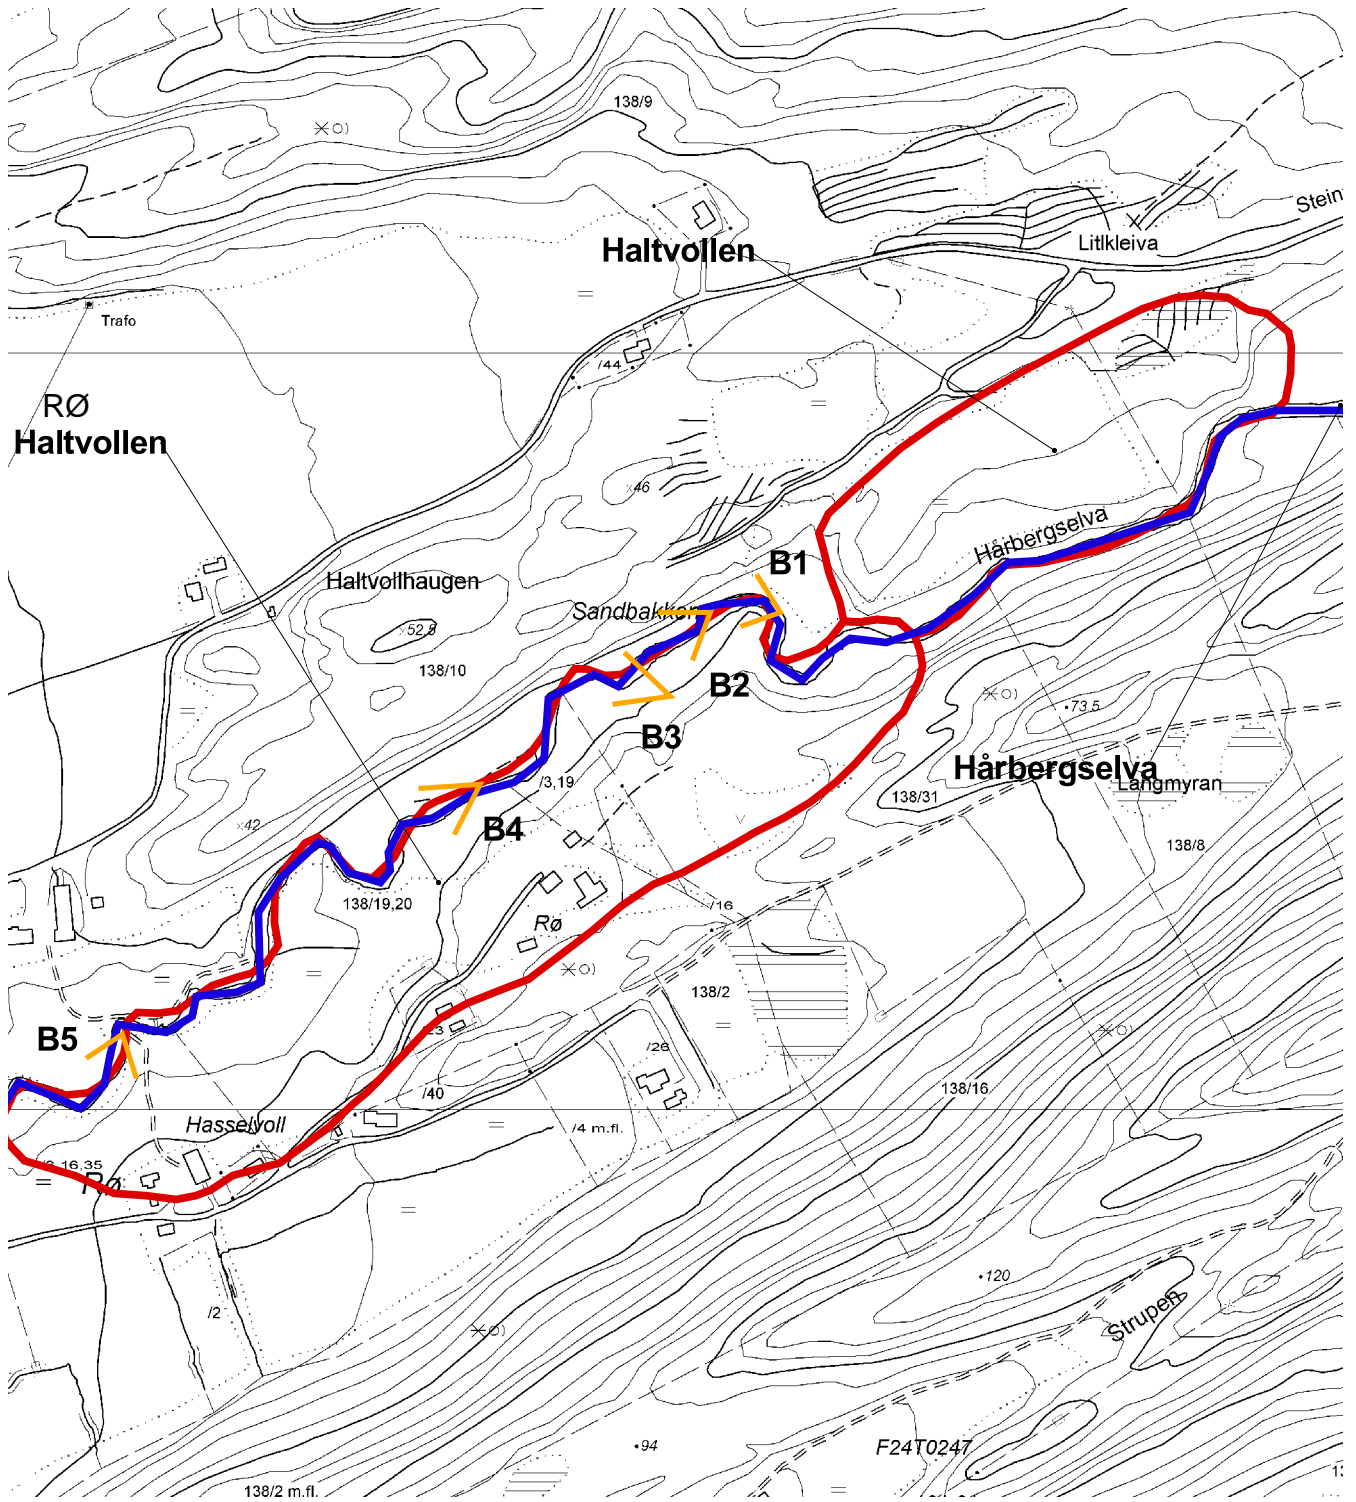 138/9
Stein
Haltvollen
Litlkleiva
Trafo
/44
RØ
Haltvollen
46
Hårbergselva
B1
Haltvollhaugen
Sandbakken
52,5
138/10
B2
73,5
B3
Hårbergselva
Langmyran
/3,19
138/31
42
B4
138/8
138/19,20
/16
Rø
138/2
B5
/26
138/16
/40
Hasselvoll
/4 m.fl.
16,35
Rø
120
/2
Strupen
94
F24T0247
138/2 m.fl.